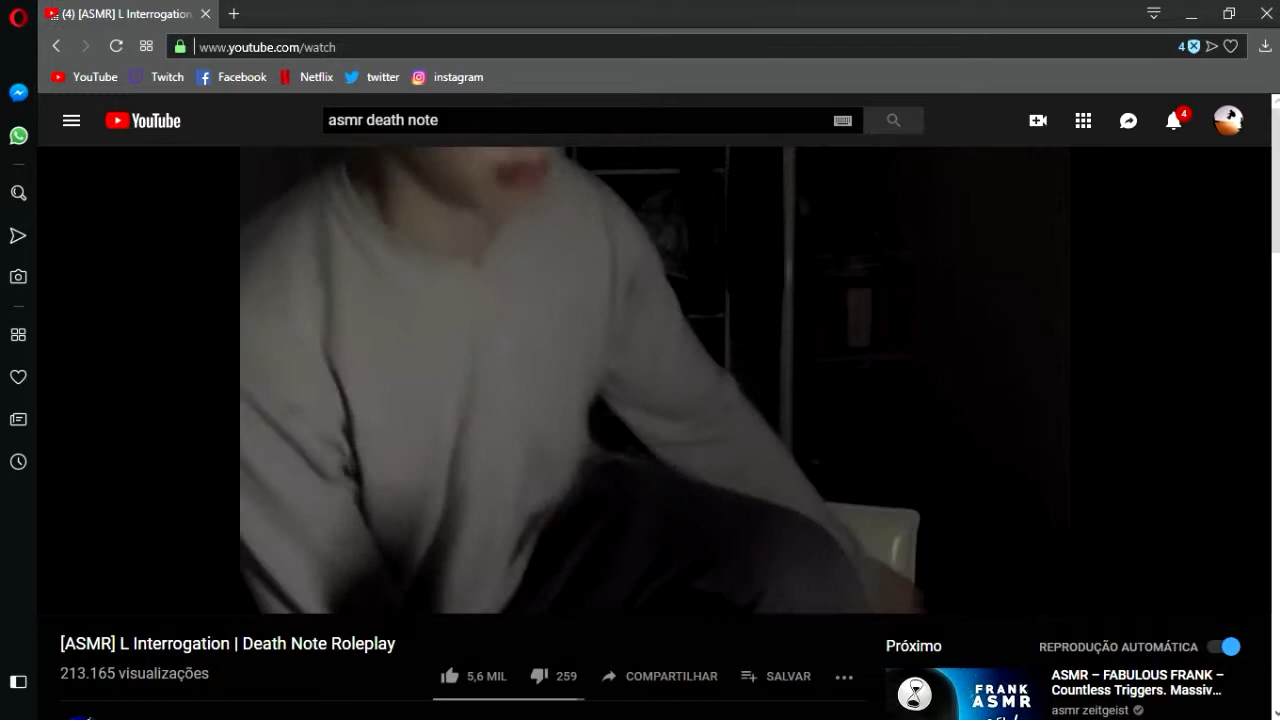 (4) [ASMR] L Interrogation
www.youtube.com/watch
4
YouTube
Twitch
Facebook
Netflix
twitter
instagram
YouTube
asmr death note
4
[ASMR] L Interrogation | Death Note Roleplay
213.165 visualizações
5,6 MIL
259
COMPARTILHAR
SALVAR
Próximo
REPRODUÇÃO AUTOMÁTICA
FRANK
ASMR
ASMR – FABULOUS FRANK –
Countless Triggers. Massiv...
asmr zeitgeist